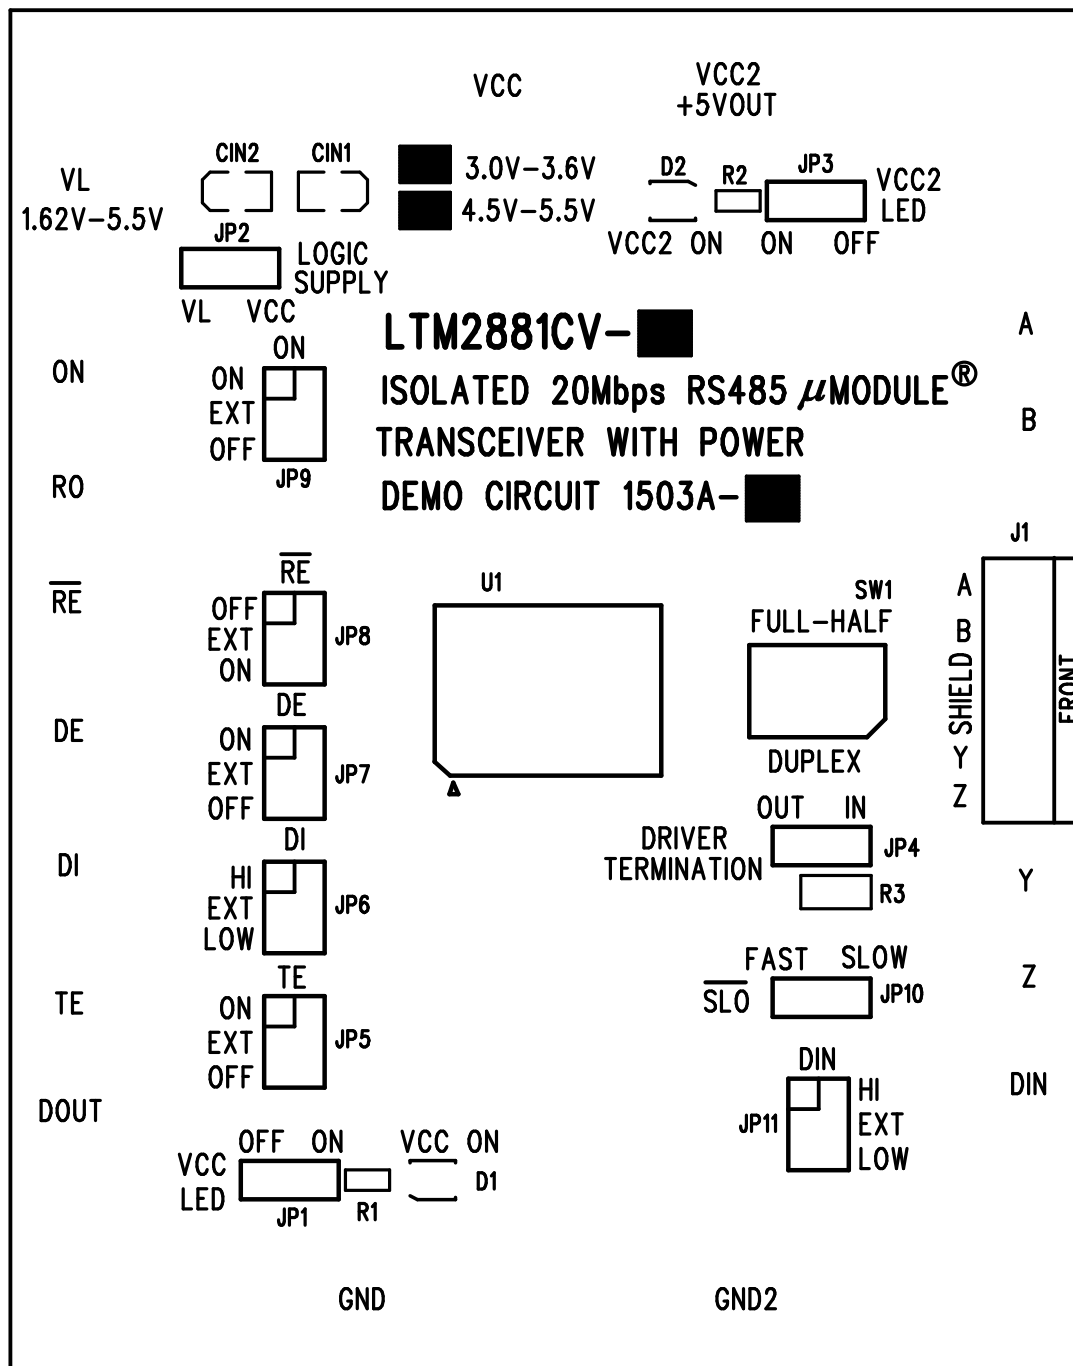 VCC
VCC2
+5VOUT
VL
1.62V-5.5V
CIN2
CIN1
3.0V-3.6V
4.5V-5.5V
D2
R2
JP3
VCC2
LED
VCC2 ON
ON
OFF
JP2
LOGIC
SUPPLY
VL
VCC
LTM2881CV-
ISOLATED 20Mbps RS485 µMODULE®
TRANSCEIVER WITH POWER
DEMO CIRCUIT 1503A-
A
B
ON
ON
ON
EXT
OFF
JP9
RO
J1
R̅E̅
R̅E̅
OFF
EXT
ON
JP8
U1
SW1
FULL-HALF
DUPLEX
A
B
SHIELD
Y
Z
FRONT
DE
DE
ON
EXT
OFF
JP7
OUT
IN
DRIVER
TERMINATION
JP4
R3
DI
DI
HI
EXT
LOW
JP6
Y
FAST
SLOW
S̅L̅O̅
JP10
Z
TE
TE
ON
EXT
OFF
JP5
DIN
HI
EXT
LOW
JP11
DIN
DOUT
OFF
ON
VCC
LED
JP1
R1
VCC ON
D1
GND
GND2